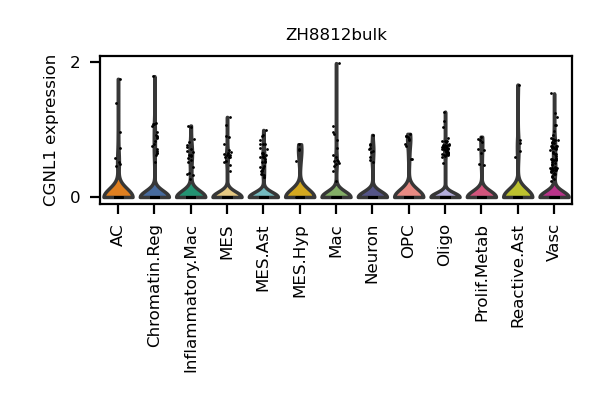 ZH8812bulk
CGNL1 expression
2
0
AC
Chromatin.Reg
Inflammatory.Mac
MES
MES.Ast
MES.Hyp
Mac
Neuron
OPC
Oligo
Prolif.Metab
Reactive.Ast
Vasc